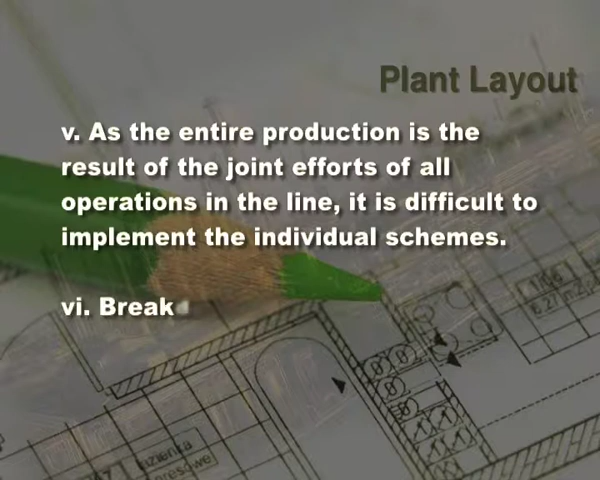 Plant Layout
v. As the entire production is the
result of the joint efforts of all
operations in the line, it is difficult to
implement the individual schemes.
vi. Break
łazienka